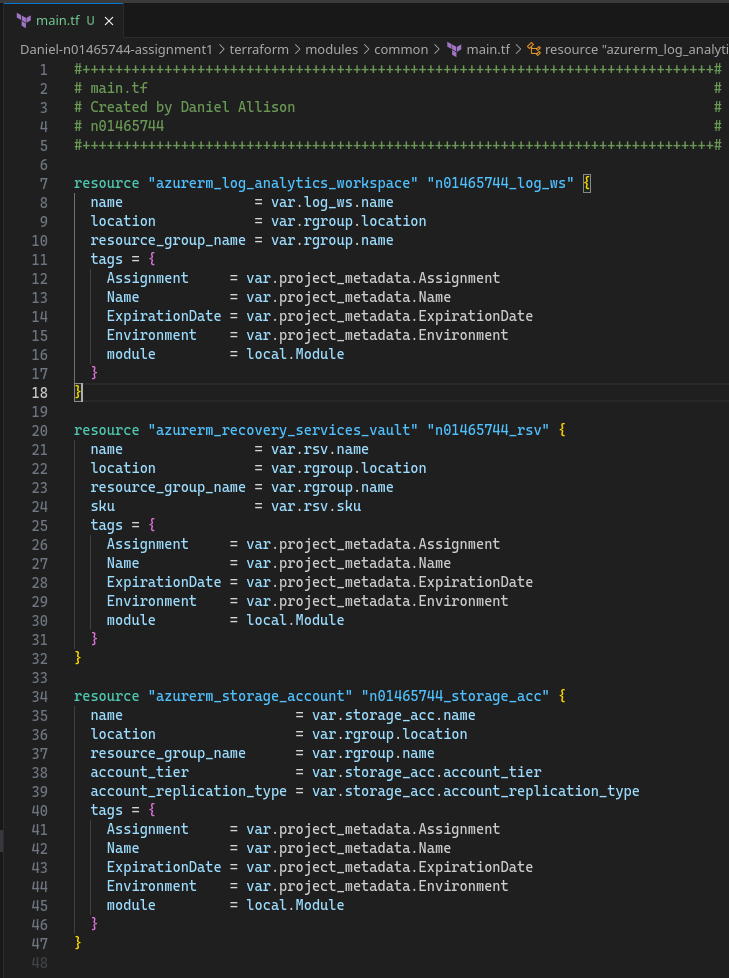 main.tf U ×
Daniel-n01465744-assignment1 > terraform > modules > common > main.tf > resource "azurerm_log_analyti
1 #++++++++++++++++++++++++++++++++++++++++++++++++++++++++++++++++++++++++++++#
2 # main.tf #
3 # Created by Daniel Allison #
4 # n01465744 #
5 #++++++++++++++++++++++++++++++++++++++++++++++++++++++++++++++++++++++++++++#
6
7 resource "azurerm_log_analytics_workspace" "n01465744_log_ws" {
8 name = var.log_ws.name
9 location = var.rgroup.location
10 resource_group_name = var.rgroup.name
11 tags = {
12 Assignment = var.project_metadata.Assignment
13 Name = var.project_metadata.Name
14 ExpirationDate = var.project_metadata.ExpirationDate
15 Environment = var.project_metadata.Environment
16 module = local.Module
17 }
18 }
19
20 resource "azurerm_recovery_services_vault" "n01465744_rsv" {
21 name = var.rsv.name
22 location = var.rgroup.location
23 resource_group_name = var.rgroup.name
24 sku = var.rsv.sku
25 tags = {
26 Assignment = var.project_metadata.Assignment
27 Name = var.project_metadata.Name
28 ExpirationDate = var.project_metadata.ExpirationDate
29 Environment = var.project_metadata.Environment
30 module = local.Module
31 }
32 }
33
34 resource "azurerm_storage_account" "n01465744_storage_acc" {
35 name = var.storage_acc.name
36 location = var.rgroup.location
37 resource_group_name = var.rgroup.name
38 account_tier = var.storage_acc.account_tier
39 account_replication_type = var.storage_acc.account_replication_type
40 tags = {
41 Assignment = var.project_metadata.Assignment
42 Name = var.project_metadata.Name
43 ExpirationDate = var.project_metadata.ExpirationDate
44 Environment = var.project_metadata.Environment
45 module = local.Module
46 }
47 }
48